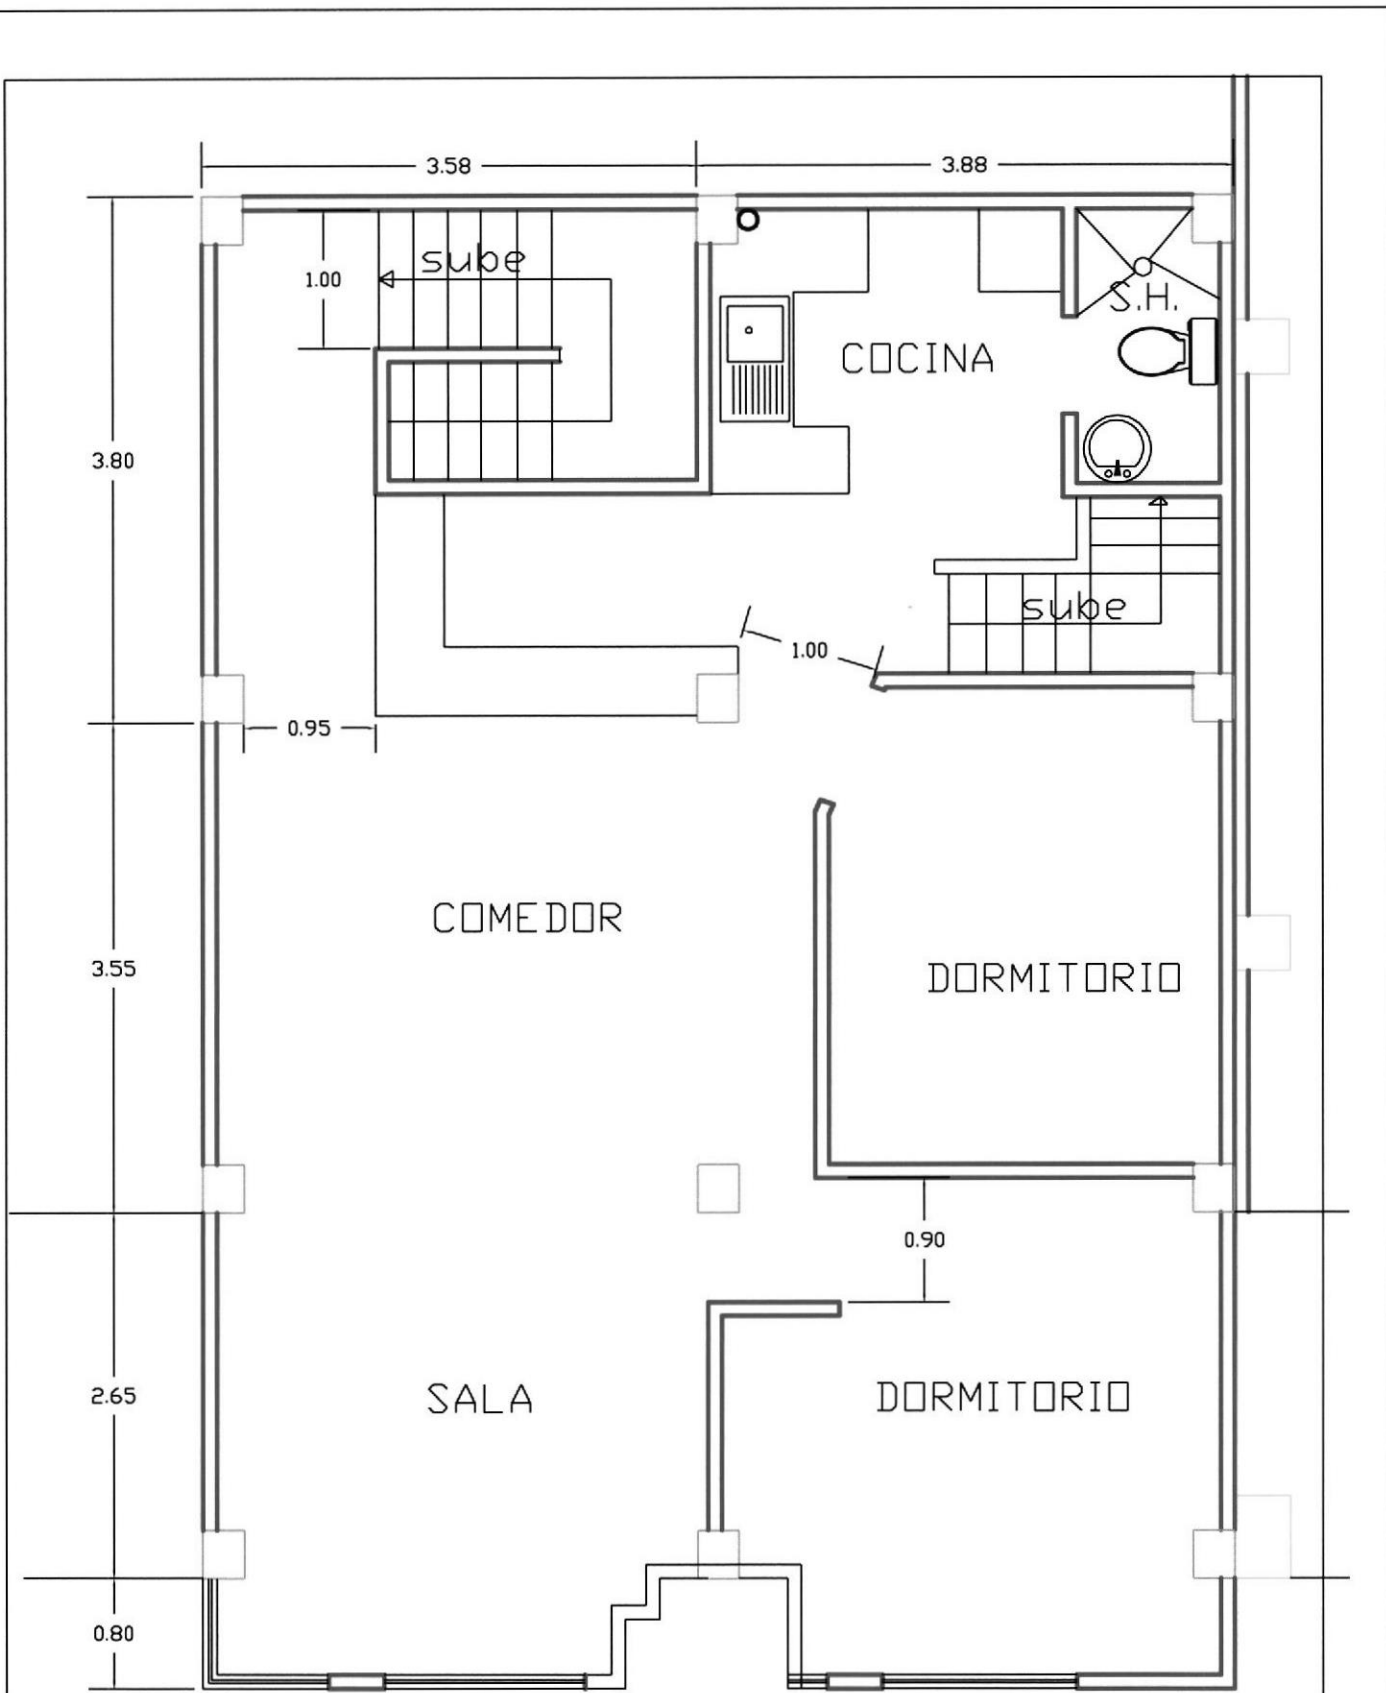 3.58
3.88
sube
1.00
S.H.
COCINA
3.80
sube
1.00
0.95
COMEDOR
3.55
DORMITORIO
0.90
SALA
2.65
DORMITORIO
0.80